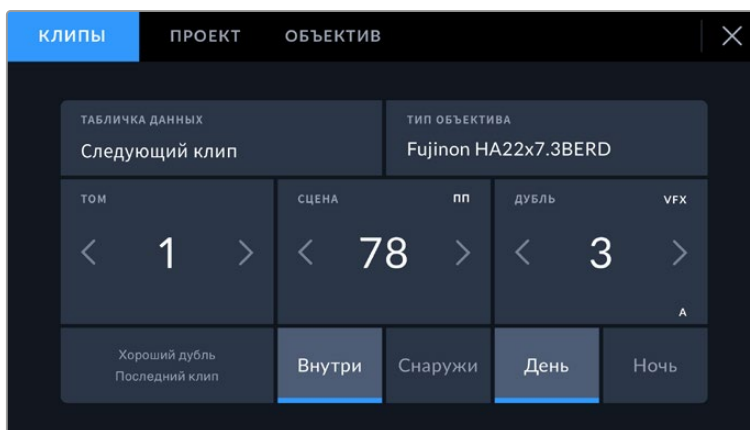 КЛИПЫ ПРОЕКТ ОБЪЕКТИВ
ТАБЛИЧКА ДАННЫХ ТИП ОБЪЕКТИВА
Следующий клип Fujinon HA22x7.3BERD
ТОМ СЦЕНА ПП ДУБЛЬ VFX
1 78 3
A
Хороший дубль
Последний клип
Внутри Снаружи День Ночь